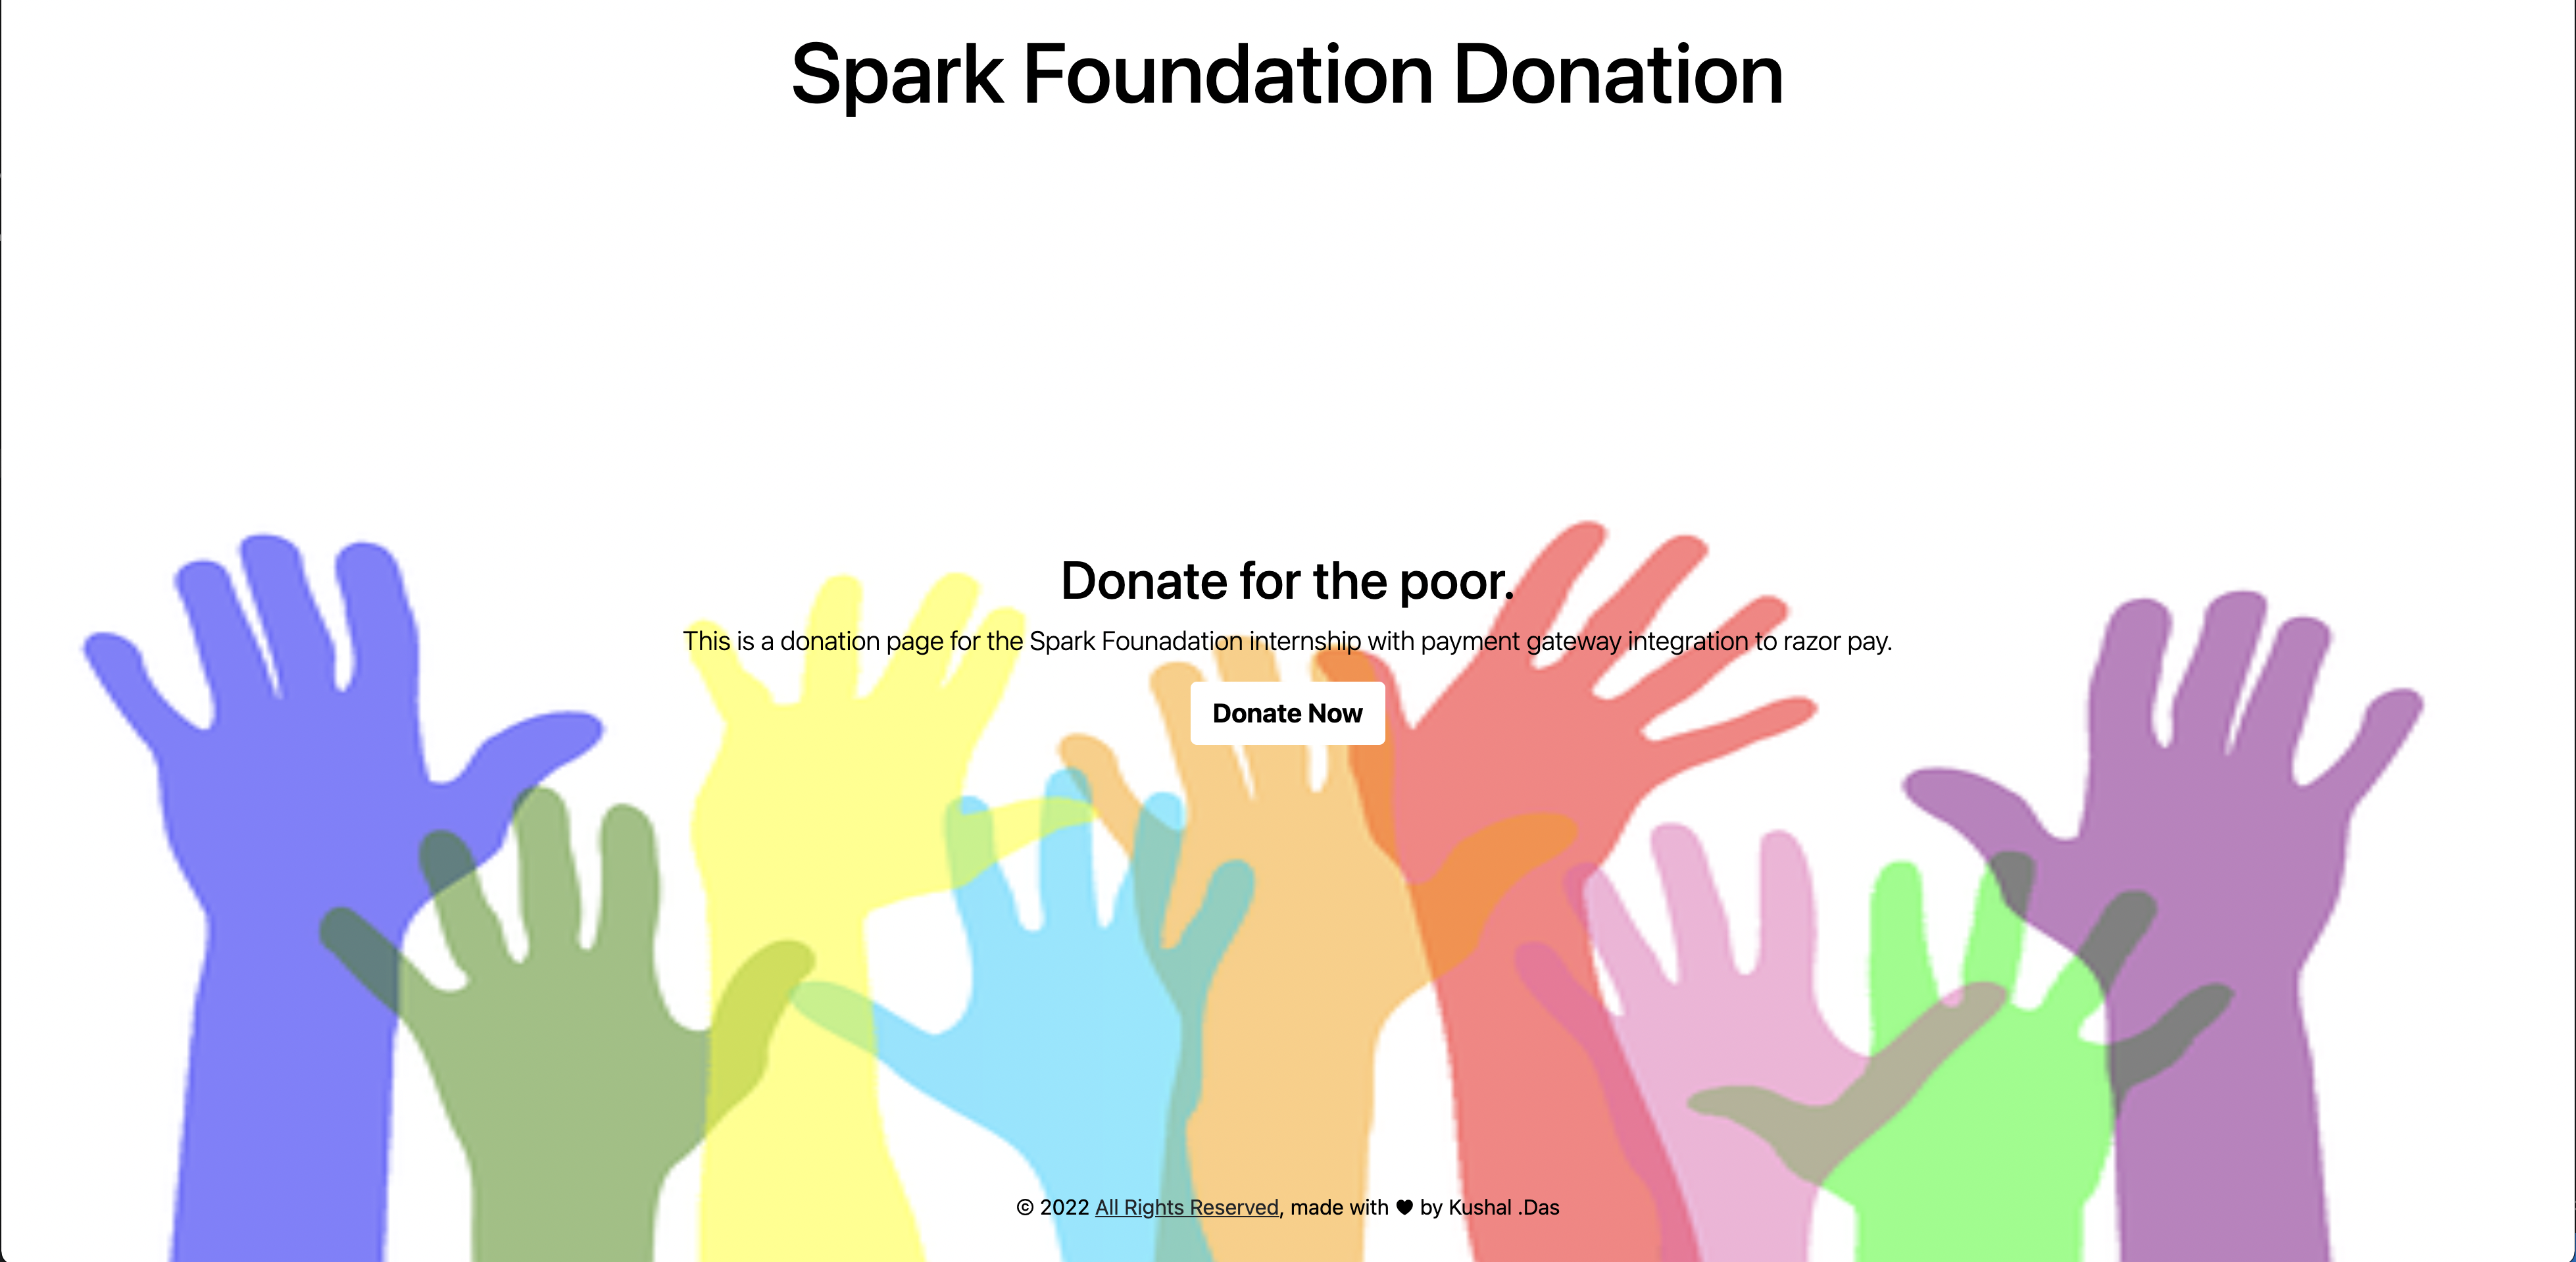 Spark Foundation Donation
Donate for the poor.
This is a donation page for the Spark Founadation internship with payment gateway integration to razor pay.
Donate Now
© 2022 All Rights Reserved, made with ♥ by Kushal .Das